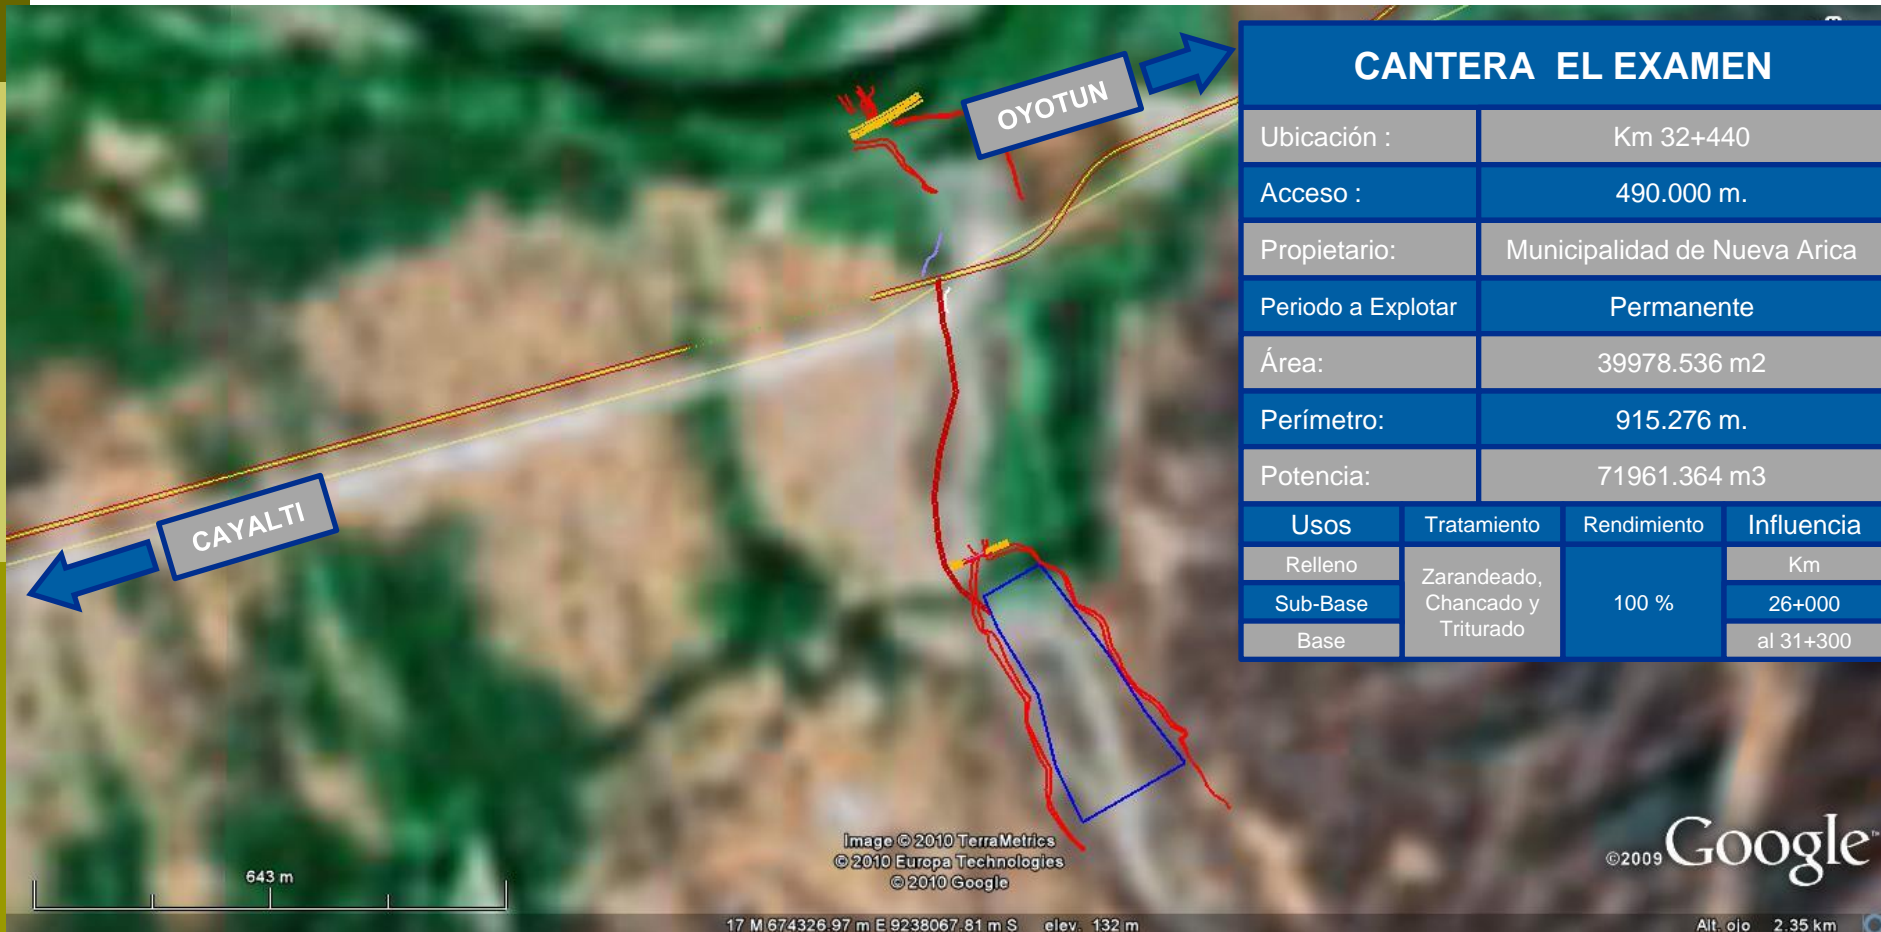 OYOTUN
CAYALTI
CANTERA EL EXAMEN
Ubicación : Km 32+440
Acceso : 490.000 m.
Propietario: Municipalidad de Nueva Arica
Periodo a Explotar Permanente
Área: 39978.536 m2
Perímetro: 915.276 m.
Potencia: 71961.364 m3
Usos Tratamiento Rendimiento Influencia
Relleno
Sub-Base
Base
Zarandeado,
Chancado y
Triturado
100 %
Km
26+000
al 31+300
Image © 2010 TerraMetrics
© 2010 Europa Technologies
© 2010 Google
©2009 Google™
643 m
17 M 674326.97 m E 9238067.81 m S elev. 132 m
Alt. ojo 2.35 km